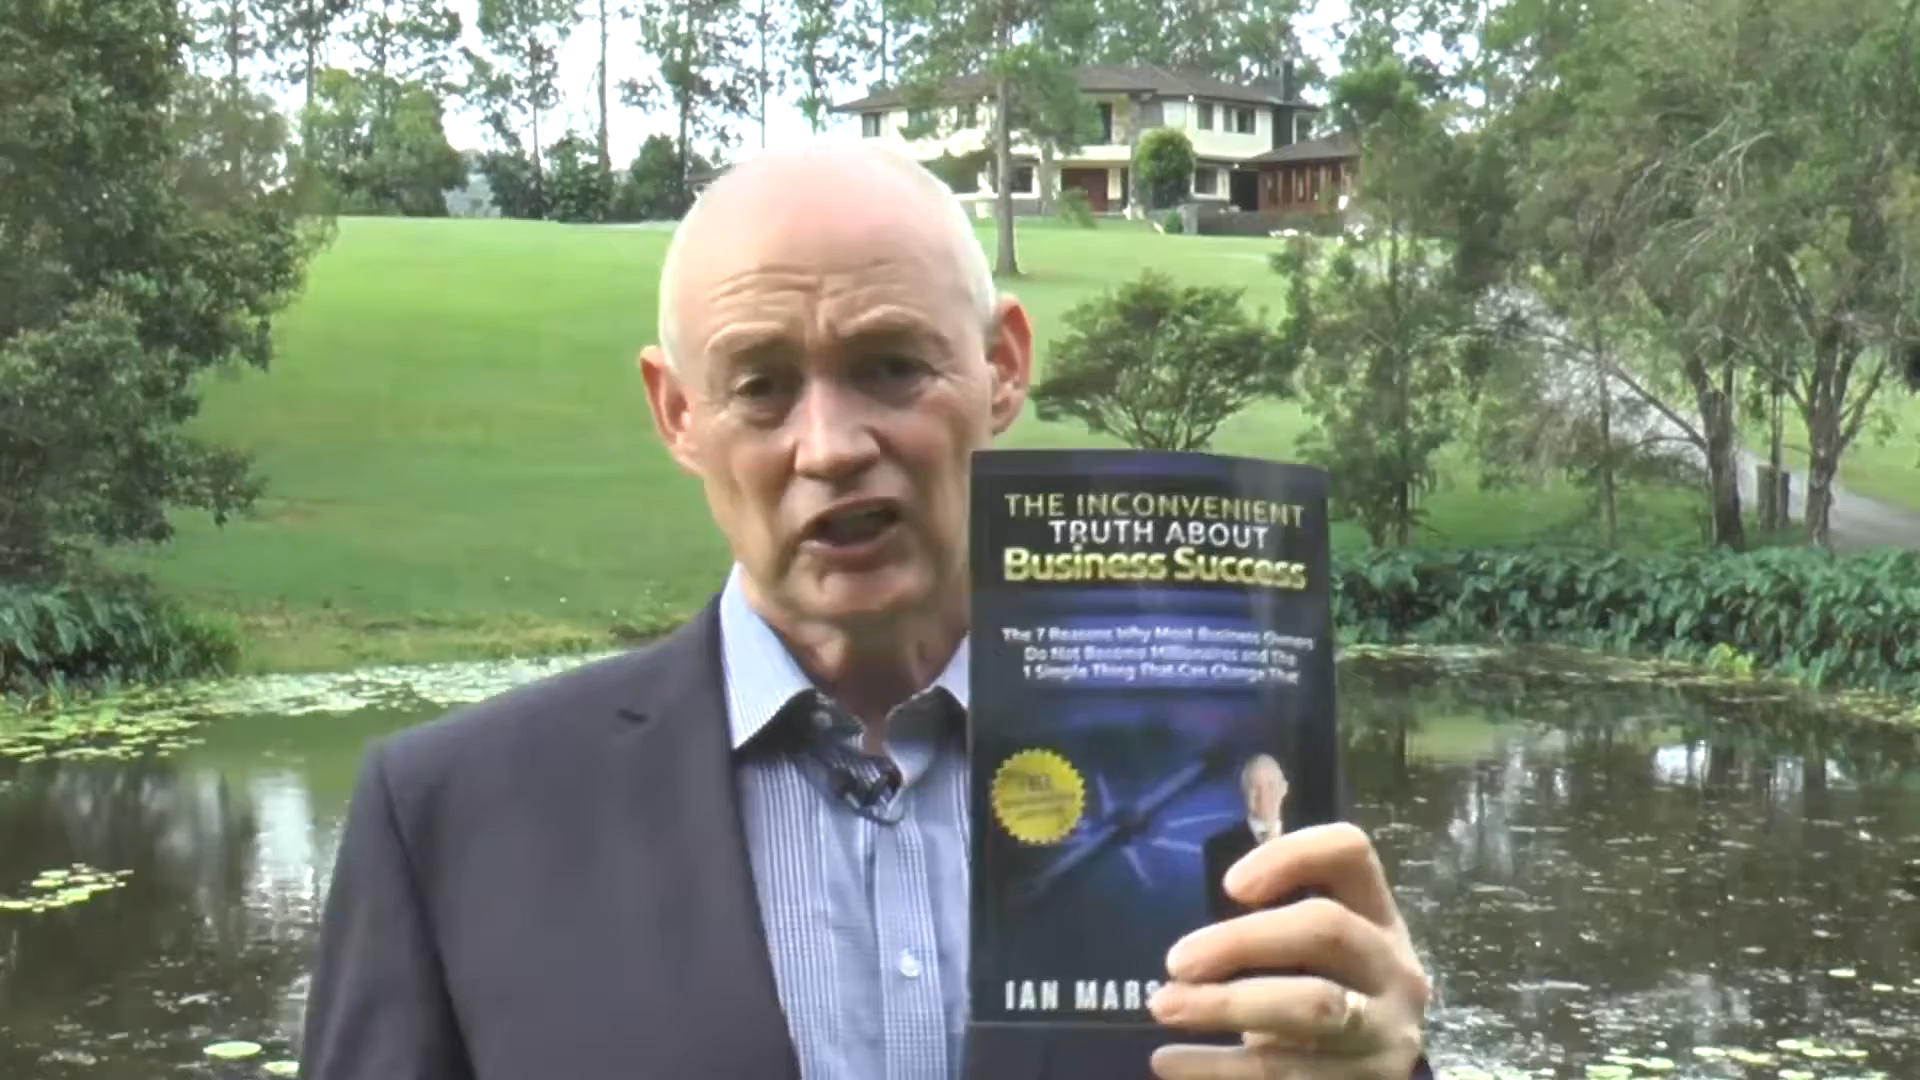 THE INCONVENIENT
TRUTH ABOUT
Business Success
The 7 Reasons Why Most Business Owners
Do Not Become Millionaires and The
1 Simple Thing That Can Change That
IAN MARS